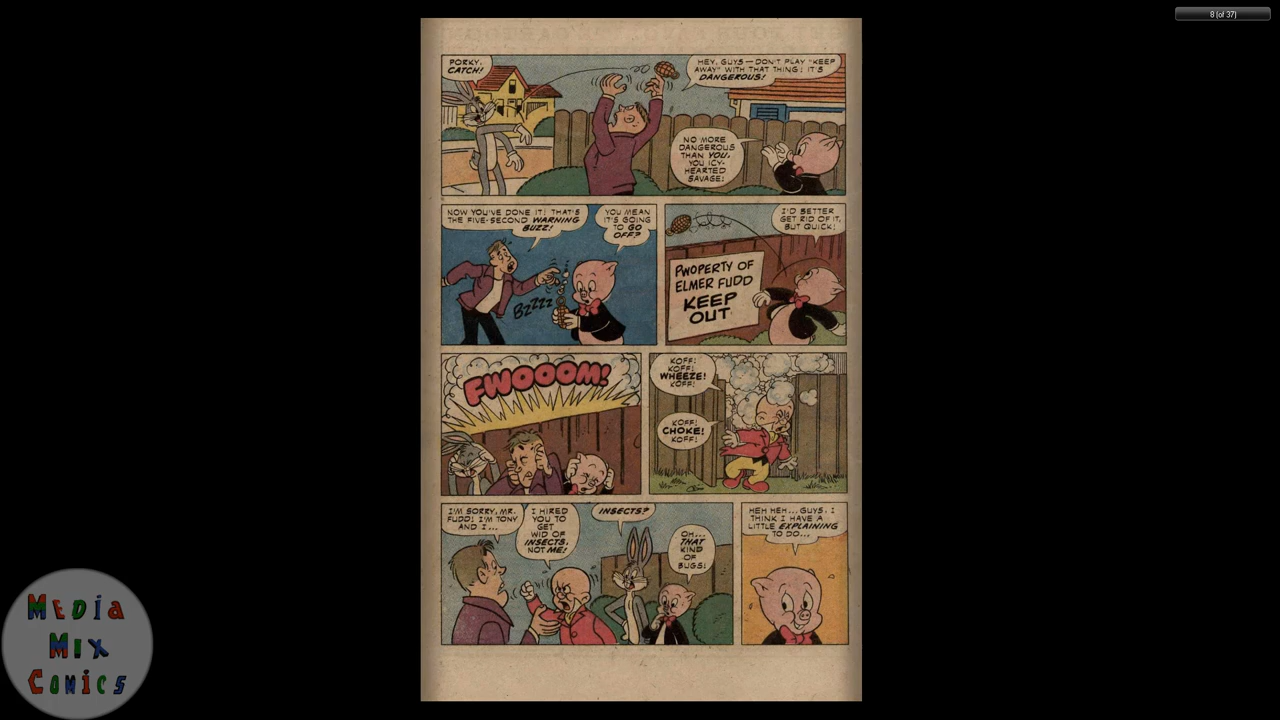 8 (of 37)
PORKY,
CATCH!
HEY, GUYS—DON'T PLAY "KEEP
AWAY" WITH THAT THING; IT'S
DANGEROUS!
NO MORE
DANGEROUS
THAN YOU,
YOU ICY-
HEARTED
SAVAGE!
NOW YOU'VE DONE IT! THAT'S
THE FIVE-SECOND WARNING
BUZZ!
YOU MEAN
IT'S GOING
TO GO
OFF?
BZZZZ
I'D BETTER
GET RID OF IT,
BUT QUICK!
PWOPERTY OF
ELMER FUDD
KEEP
OUT
FWOOOM!
KOFF!
KOFF!
WHEEZE!
KOFF!
KOFF!
CHOKE!
KOFF!
I'M SORRY, MR.
FUDD! I'M TONY
AND I...
I HIRED
YOU TO
GET
WID OF
INSECTS,
NOT ME!
INSECTS?
OH...
THAT
KIND
OF
BUGS!
HEH HEH...GUYS, I
THINK I HAVE A
LITTLE EXPLAINING
TO DO...
MEDIA
MIX
COMICS